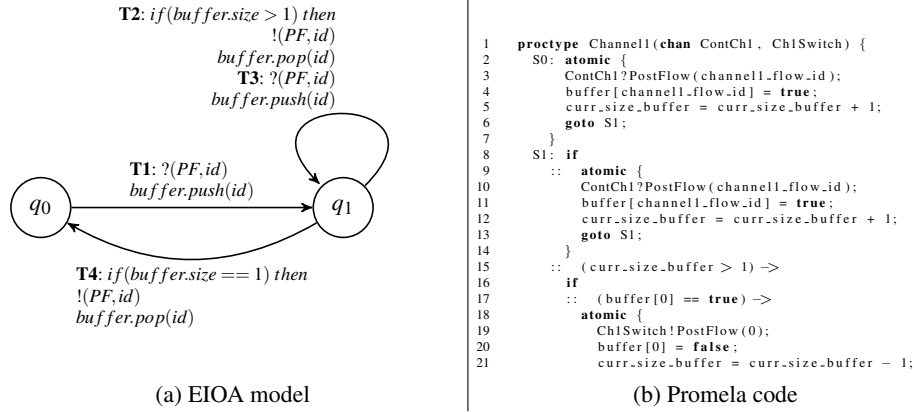 T2: if(buffer.size > 1) then
!(PF,id)
buffer.pop(id)
T3: ?(PF,id)
buffer.push(id)
T1: ?(PF,id)
buffer.push(id)
q0
q1
T4: if(buffer.size == 1) then
!(PF,id)
buffer.pop(id)
(a) EIOA model
1 proctype Channel1(chan ContCh1, Ch1Switch) {
2 S0: atomic {
3 ContCh1?PostFlow(channel1_flow_id);
4 buffer[channel1_flow_id] = true;
5 curr_size_buffer = curr_size_buffer + 1;
6 goto S1;
7 }
8 S1: if
9 :: atomic {
10 ContCh1?PostFlow(channel1_flow_id);
11 buffer[channel1_flow_id] = true;
12 curr_size_buffer = curr_size_buffer + 1;
13 goto S1;
14 }
15 :: (curr_size_buffer > 1) ->
16 if
17 :: (buffer[0] == true) ->
18 atomic {
19 Ch1Switch!PostFlow(0);
20 buffer[0] = false;
21 curr_size_buffer = curr_size_buffer - 1;
(b) Promela code